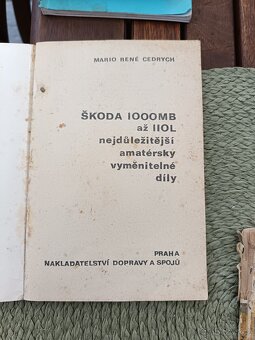 MARIO RENÉ CEDRYCH
ŠKODA 1000MB
až 110L
nejdůležitější
amatérsky
vyměnitelné
díly
PRAHA
NAKLADATELSTVÍ DOPRAVY A SPOJŮ